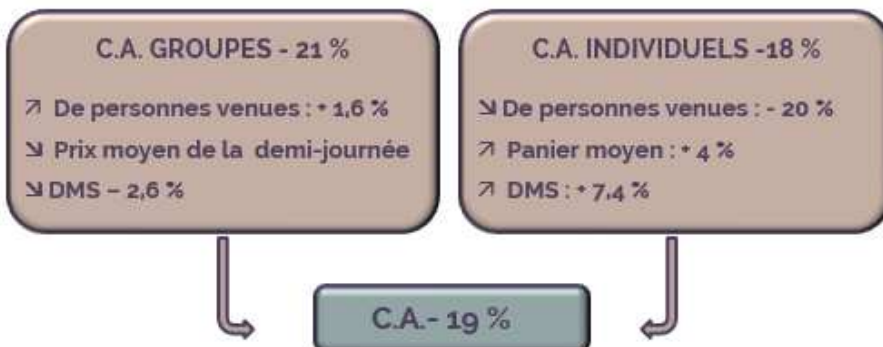 C.A. GROUPES - 21 %
↗ De personnes venues : + 1,6 %
↘ Prix moyen de la demi-journée
↘ DMS – 2,6 %
C.A. INDIVIDUELS -18 %
↘ De personnes venues : - 20 %
↗ Panier moyen : + 4 %
↗ DMS : + 7,4 %
C.A.- 19 %